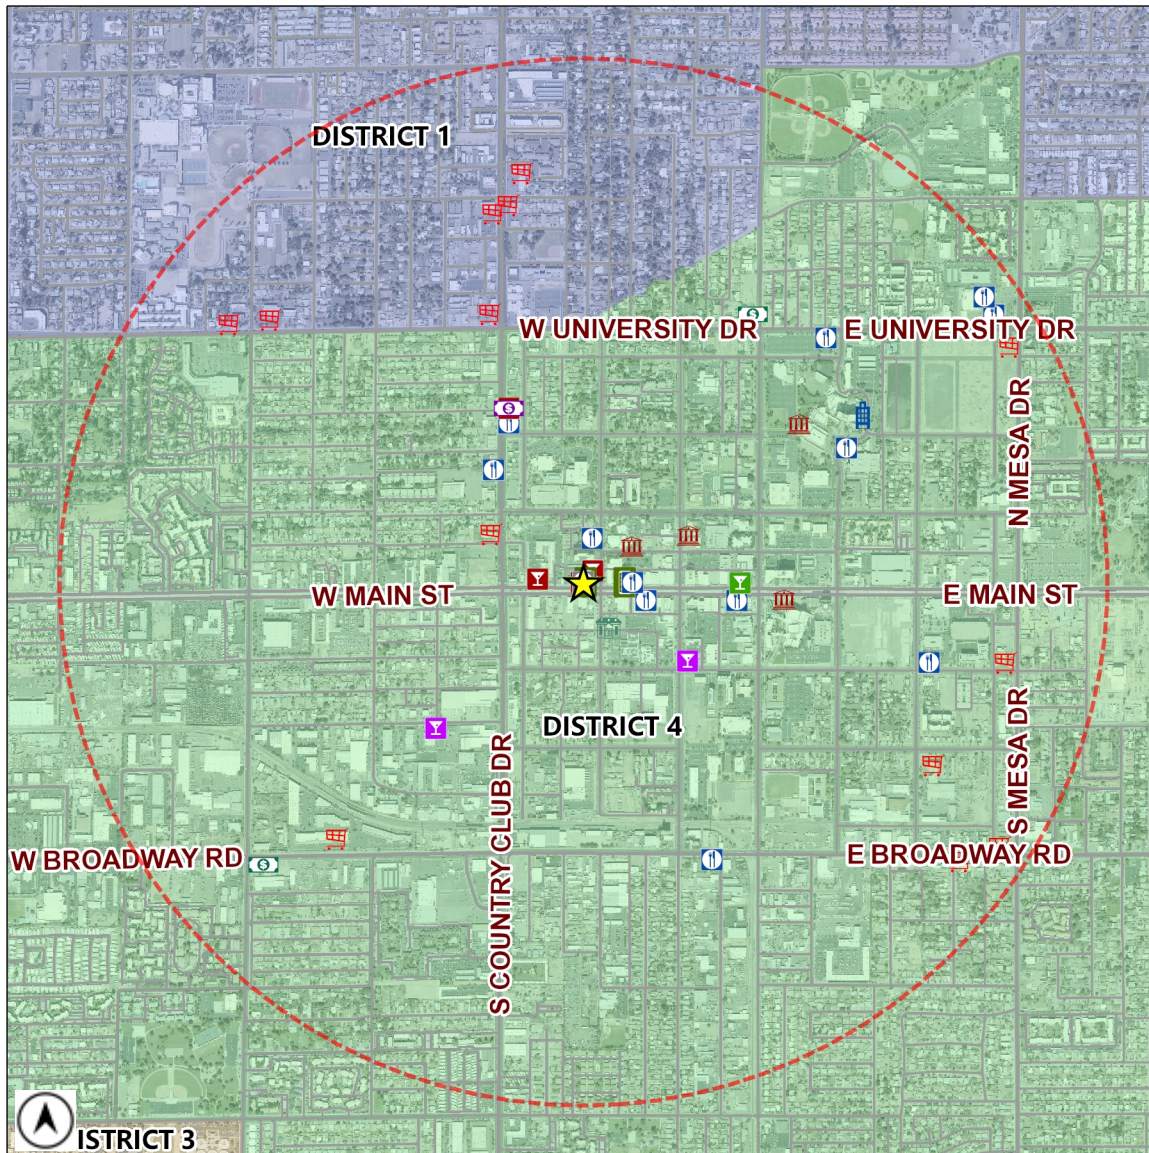 DISTRICT 1
W UNIVERSITY DR
E UNIVERSITY DR
N MESA DR
W MAIN ST
E MAIN ST
DISTRICT 4
S COUNTRY CLUB DR
S MESA DR
W BROADWAY RD
E BROADWAY RD
ISTRICT 3